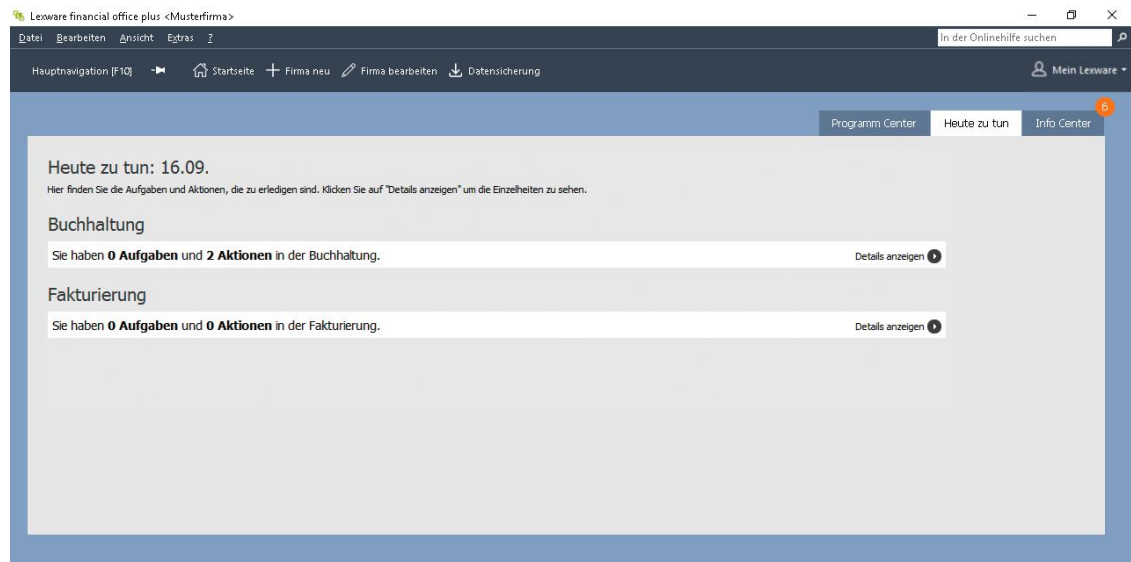 Lexware financial office plus <Musterfirma>
Datei Bearbeiten Ansicht Extras ?
In der Onlinehilfe suchen
Hauptnavigation (F10) Startseite Firma neu Firma bearbeiten Datensicherung
Mein Lexware
6
Programm Center Heute zu tun Info Center
Heute zu tun: 16.09.
Hier finden Sie die Aufgaben und Aktionen, die zu erledigen sind. Klicken Sie auf "Details anzeigen" um die Einzelheiten zu sehen.
Buchhaltung
Sie haben 0 Aufgaben und 2 Aktionen in der Buchhaltung.
Details anzeigen
Fakturierung
Sie haben 0 Aufgaben und 0 Aktionen in der Fakturierung.
Details anzeigen